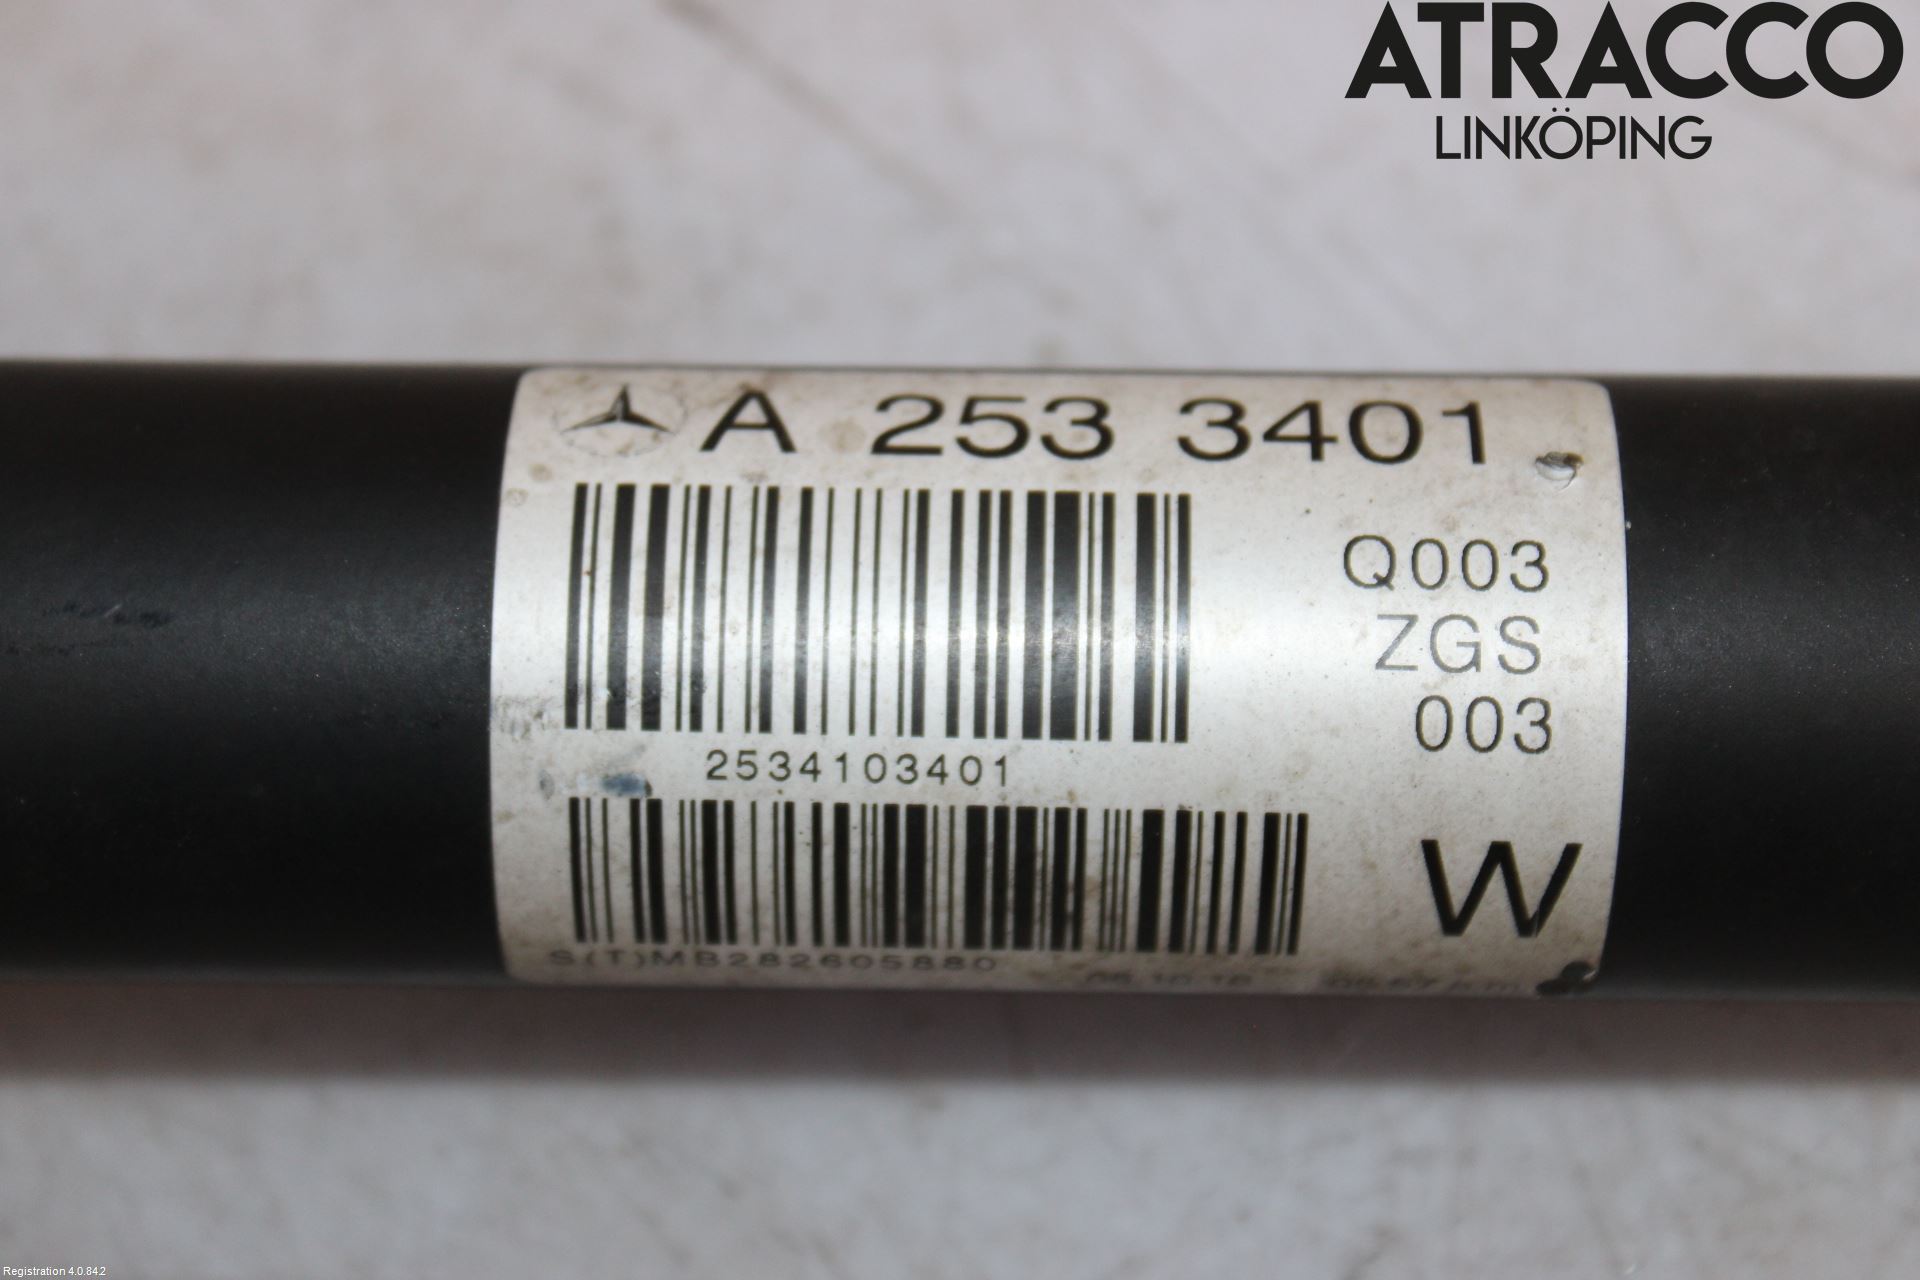 ATRACCO
LINKÖPING
A 253 3401
Q003
ZGS
003
2534103401
W
S(T)MB282605880
Registration 4.0.842